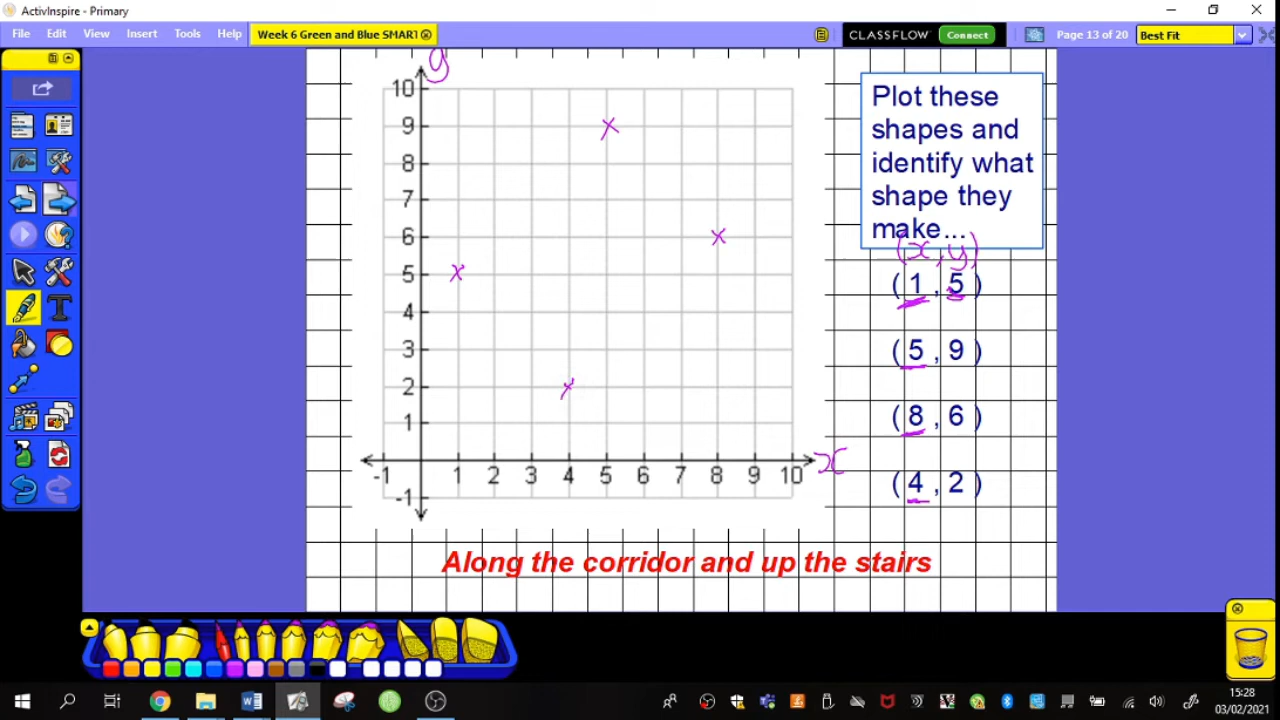 ActivInspire - Primary
File Edit View Insert Tools Help Week 6 Green and Blue SMART CLASSFLOW Connect Page 13 of 20 Best Fit
y
10
9
8
7
6
5
4
3
2
1
-1 1 2 3 4 5 6 7 8 9 10 x
-1
Plot these
shapes and
identify what
shape they
make...
(x,y)
(1,5)
(5,9)
(8,6)
(4,2)
Along the corridor and up the stairs
15:28
03/02/2021